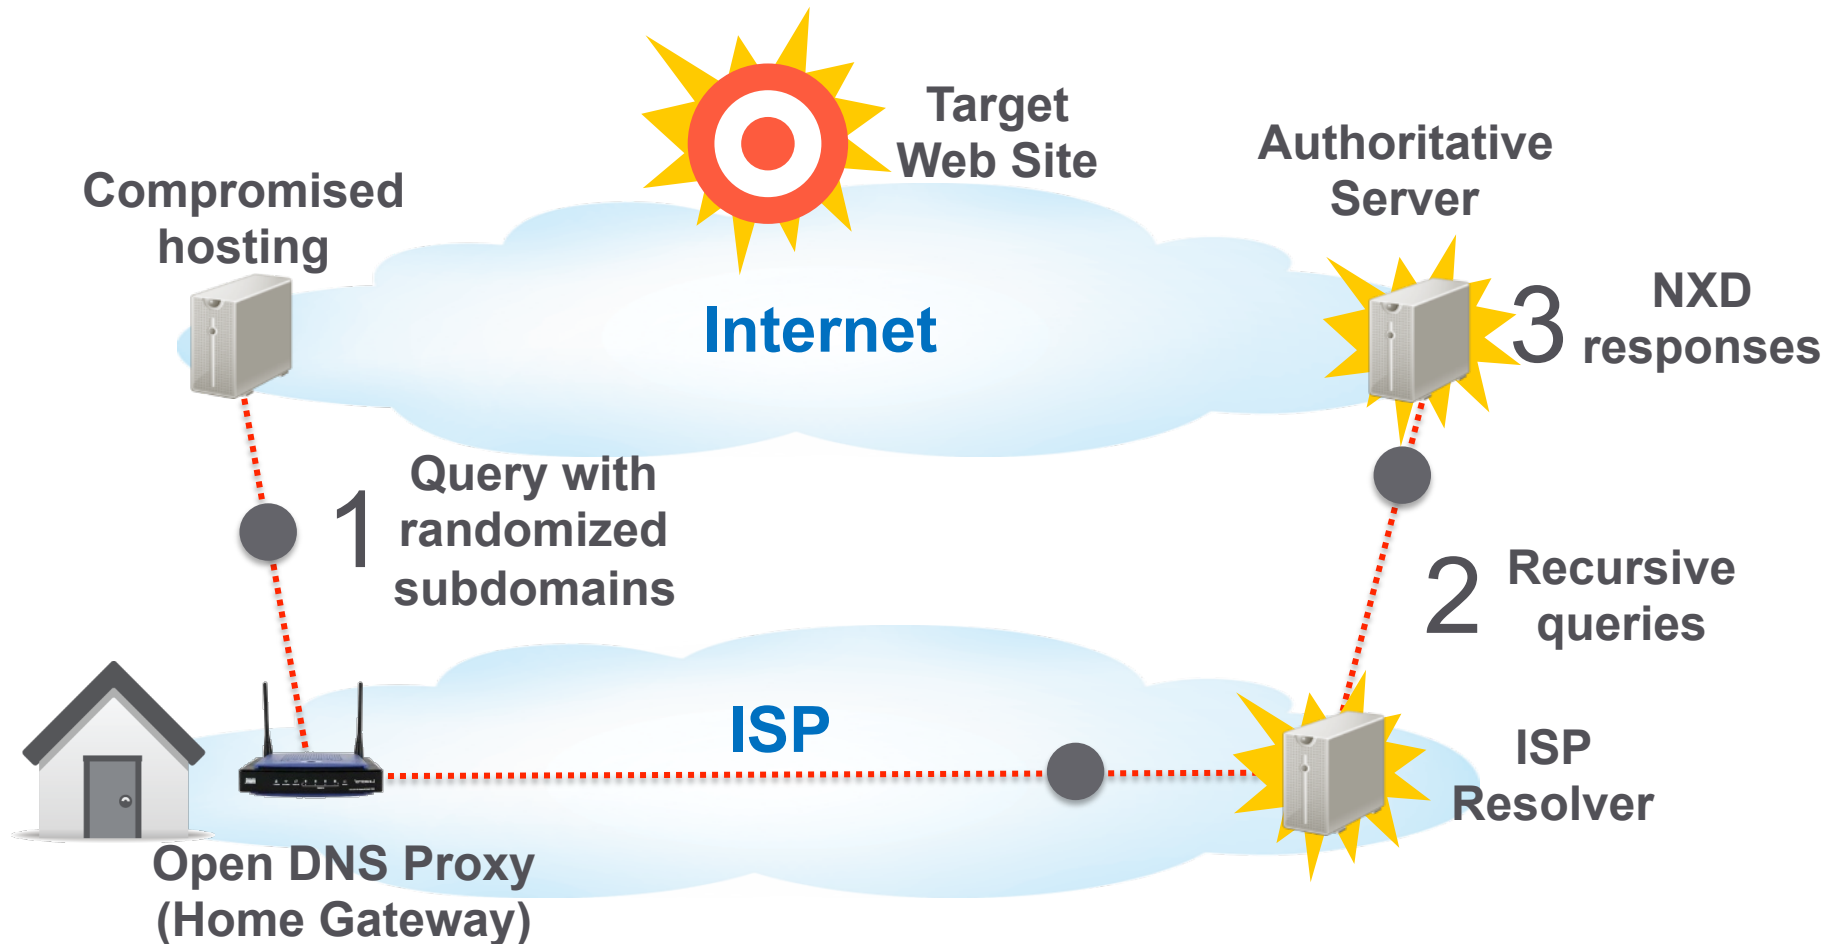 Target
Web Site
Authoritative
Server
Compromised
hosting
Internet
3
NXD
responses
1
Query with
randomized
subdomains
2
Recursive
queries
ISP
ISP
Resolver
Open DNS Proxy
(Home Gateway)